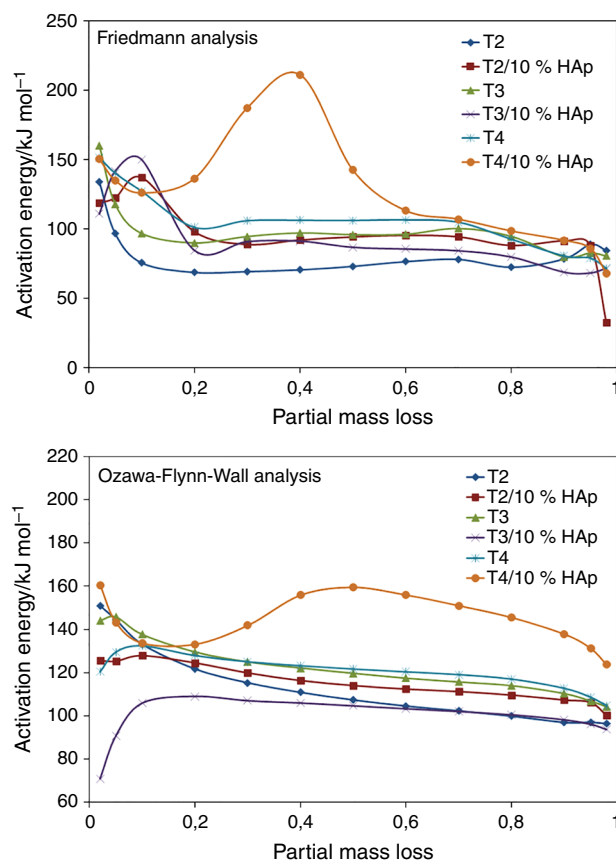 Friedmann analysis
T2
T2/10 % HAp
T3
T3/10 % HAp
T4
T4/10 % HAp
Activation energy/kJ mol⁻¹
250
200
150
100
50
0
0 0,2 0,4 0,6 0,8 1
Partial mass loss
Ozawa-Flynn-Wall analysis
T2
T2/10 % HAp
T3
T3/10 % HAp
T4
T4/10 % HAp
Activation energy/kJ mol⁻¹
220
200
180
160
140
120
100
80
60
0 0,2 0,4 0,6 0,8 1
Partial mass loss